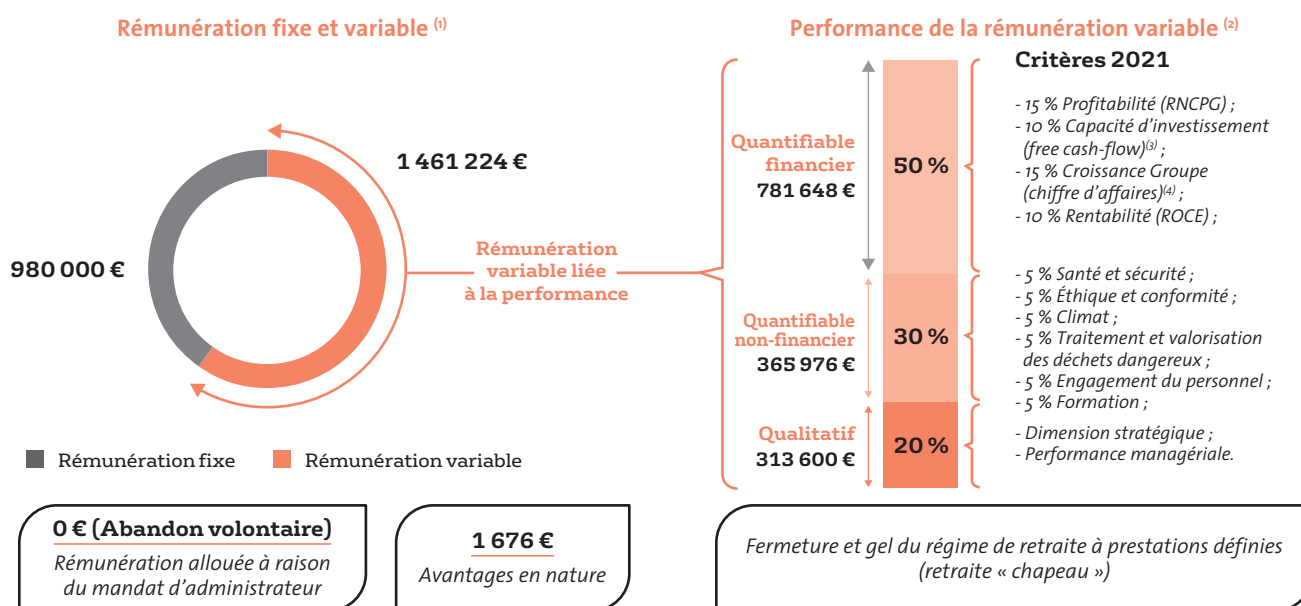 Rémunération fixe et variable (1)
980 000 €
1 461 224 €
Rémunération
variable liée
à la performance
Rémunération fixe
Rémunération variable
Performance de la rémunération variable (2)
Quantifiable
financier
781 648 €
50 %
Quantifiable
non-financier
365 976 €
30 %
Qualitatif
313 600 €
20 %
Critères 2021
- 15 % Profitabilité (RNCPG) ;
- 10 % Capacité d’investissement
(free cash-flow)(3) ;
- 15 % Croissance Groupe
(chiffre d’affaires)(4) ;
- 10 % Rentabilité (ROCE) ;
- 5 % Santé et sécurité ;
- 5 % Éthique et conformité ;
- 5 % Climat ;
- 5 % Traitement et valorisation
des déchets dangereux ;
- 5 % Engagement du personnel ;
- 5 % Formation ;
- Dimension stratégique ;
- Performance managériale.
0 € (Abandon volontaire)
Rémunération allouée à raison
du mandat d’administrateur
1 676 €
Avantages en nature
Fermeture et gel du régime de retraite à prestations définies
(retraite « chapeau »)